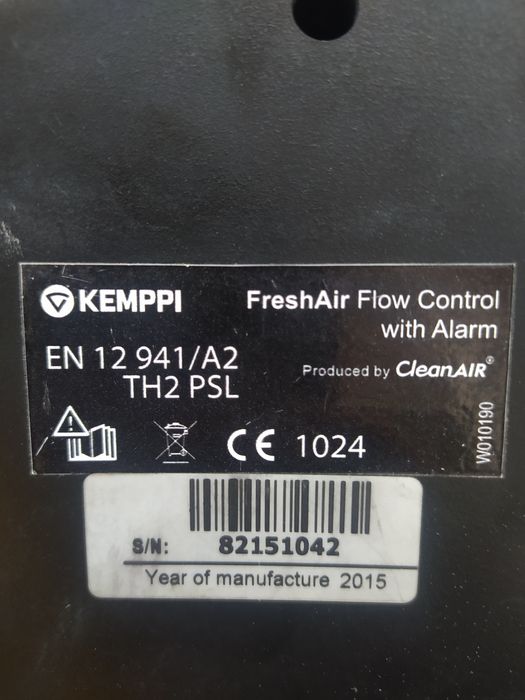 KEMPPI
FreshAir Flow Control
with Alarm
EN 12 941/A2
TH2 PSL
Produced by CleanAIR®
CE 1024
W010190
S/N: 82151042
Year of manufacture 2015